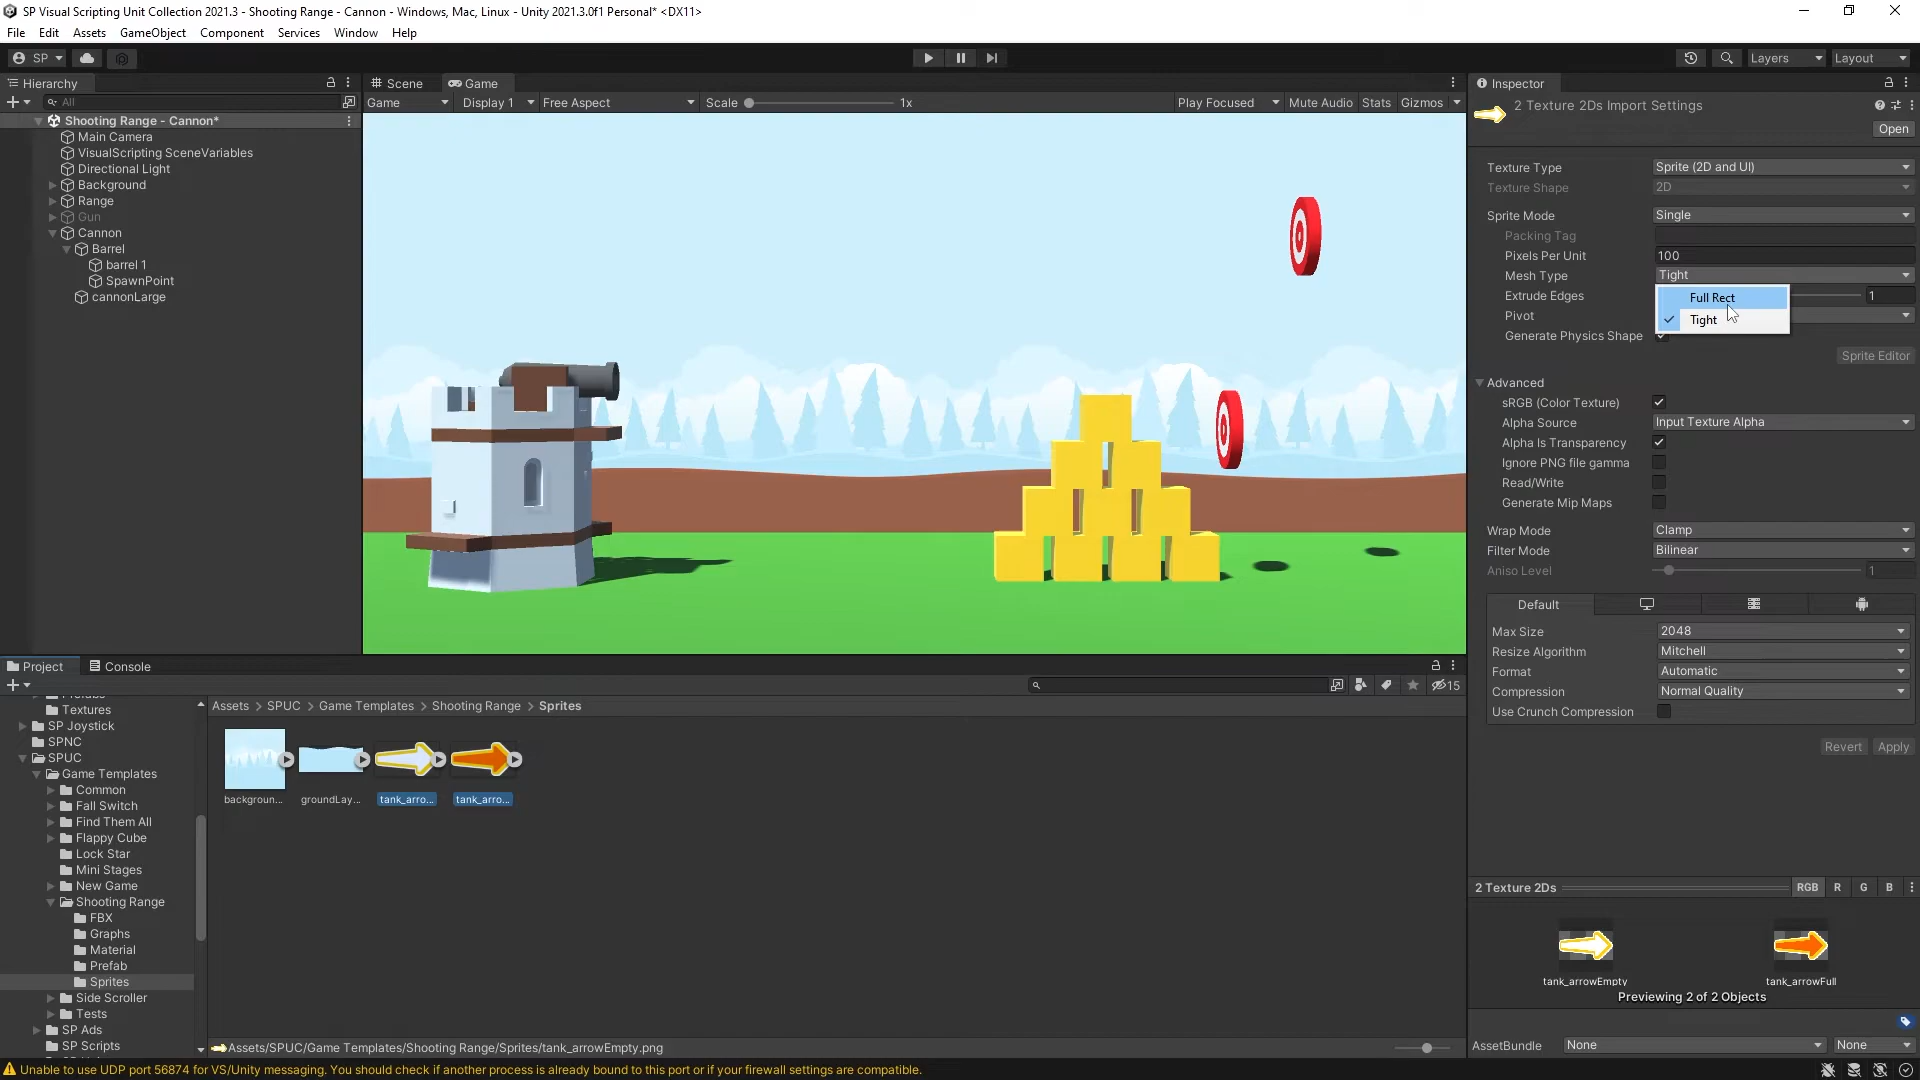 SP Visual Scripting Unit Collection 2021.3 - Shooting Range - Cannon - Windows, Mac, Linux - Unity 2021.3.0f1 Personal* <DX11>
File Edit Assets GameObject Component Services Window Help
SP Layers Layout
Hierarchy
All
Shooting Range - Cannon*
Main Camera
VisualScripting SceneVariables
Directional Light
Background
Range
Gun
Cannon
Barrel
barrel 1
SpawnPoint
cannonLarge
Scene Game
Game Display 1 Free Aspect Scale 1x Play Focused Mute Audio Stats Gizmos
Inspector
2 Texture 2Ds Import Settings
Open
Texture Type Sprite (2D and UI)
Texture Shape 2D
Sprite Mode Single
Packing Tag
Pixels Per Unit 100
Mesh Type Tight
Full Rect
Tight
Extrude Edges 1
Pivot
Generate Physics Shape
Sprite Editor
Advanced
sRGB (Color Texture)
Alpha Source Input Texture Alpha
Alpha Is Transparency
Ignore PNG file gamma
Read/Write
Generate Mip Maps
Wrap Mode Clamp
Filter Mode Bilinear
Aniso Level 1
Default
Max Size 2048
Resize Algorithm Mitchell
Format Automatic
Compression Normal Quality
Use Crunch Compression
Revert Apply
Project Console
15
Textures
SP Joystick
SPNC
SPUC
Game Templates
Common
Fall Switch
Find Them All
Flappy Cube
Lock Star
Mini Stages
New Game
Shooting Range
FBX
Graphs
Material
Prefab
Sprites
Side Scroller
Tests
SP Ads
SP Scripts
Assets > SPUC > Game Templates > Shooting Range > Sprites
backgroun... groundLay... tank_arro... tank_arro...
Assets/SPUC/Game Templates/Shooting Range/Sprites/tank_arrowEmpty.png
2 Texture 2Ds RGB R G B
tank_arrowEmpty tank_arrowFull
Previewing 2 of 2 Objects
AssetBundle None None
Unable to use UDP port 56874 for VS/Unity messaging. You should check if another process is already bound to this port or if your firewall settings are compatible.